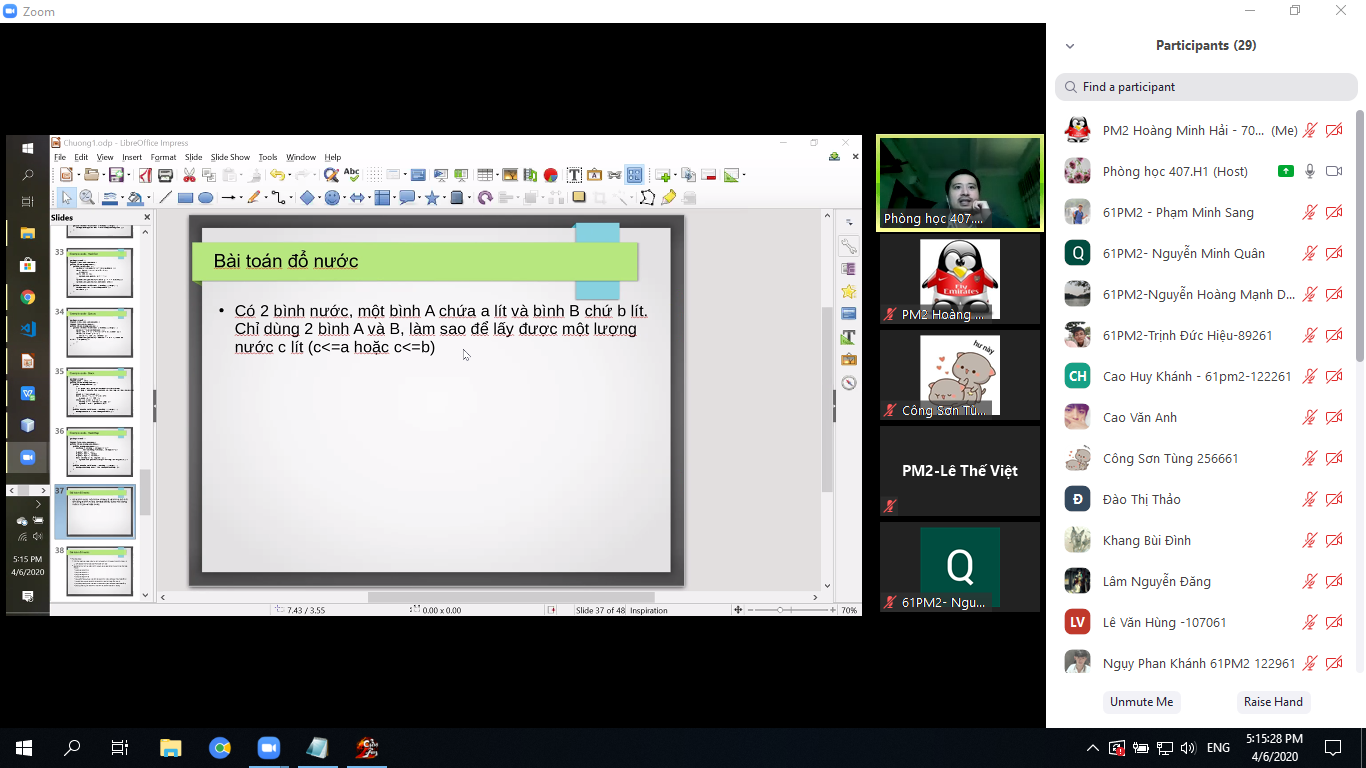 Zoom
Chuong1.odp - LibreOffice Impress
File Edit View Insert Format Slide Slide Show Tools Window Help
Slides
33
34
35
36
37
38
Bài toán đổ nước
• Có 2 bình nước, một bình A chứa a lít và bình B chứ b lít.
Chỉ dùng 2 bình A và B, làm sao để lấy được một lượng
nước c lít (c<=a hoặc c<=b)
5:15 PM
4/6/2020
7.43 / 3.55
0.00 x 0.00
Slide 37 of 48
Inspiration
70%
Phòng học 407....
Fly Emirates
PM2 Hoàng ...
hư này
Công Sơn Tù...
PM2-Lê Thế Việt
Q
61PM2- Ngu...
Participants (29)
Find a participant
PM2 Hoàng Minh Hải - 70... (Me)
Phòng học 407.H1 (Host)
61PM2 - Phạm Minh Sang
Q 61PM2- Nguyễn Minh Quân
61PM2-Nguyễn Hoàng Mạnh D...
61PM2-Trịnh Đức Hiệu-89261
CH Cao Huy Khánh - 61pm2-122261
Cao Văn Anh
Công Sơn Tùng 256661
Đ Đào Thị Thảo
Khang Bùi Đình
Lâm Nguyễn Đăng
LV Lê Văn Hùng -107061
Ngụy Phan Khánh 61PM2 122961
Unmute Me
Raise Hand
ENG
5:15:28 PM
4/6/2020